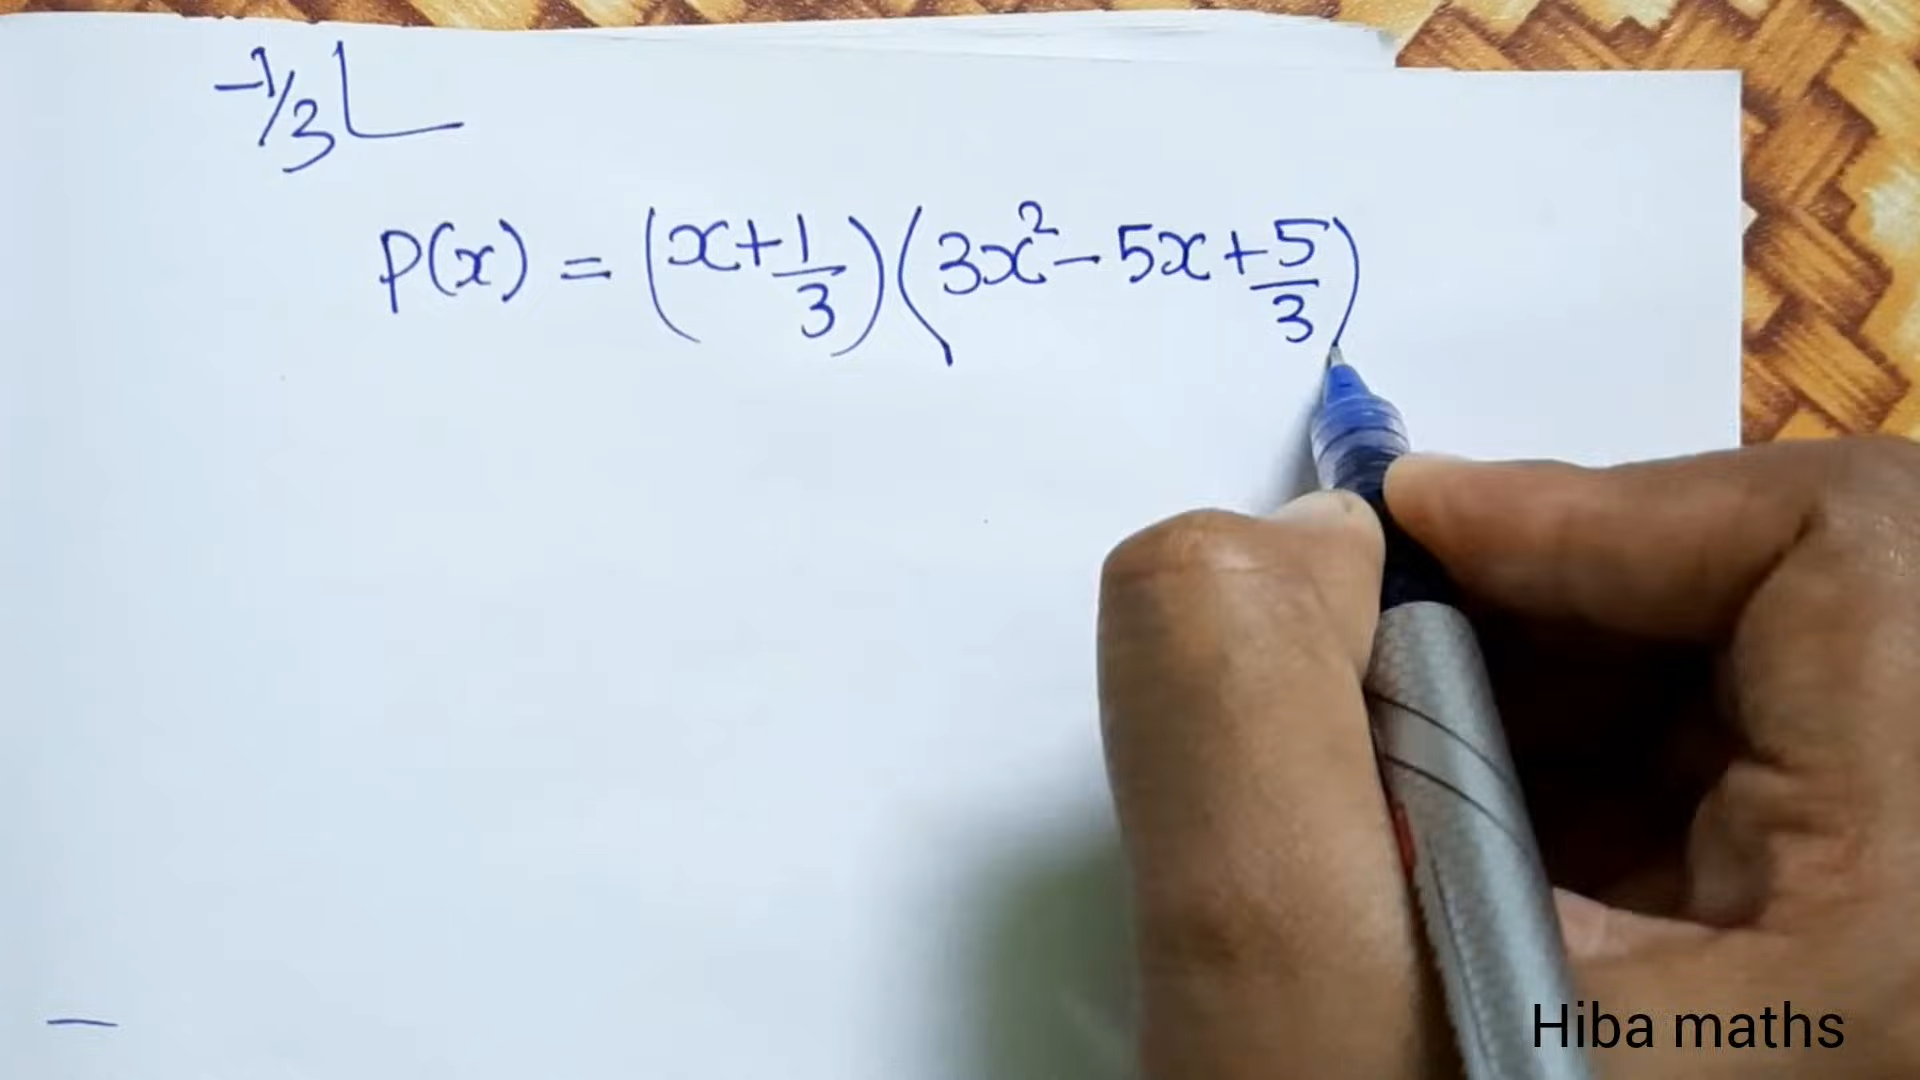 -1/3
P(x) = (x+1/3)(3x²-5x+5/3)
Hiba maths